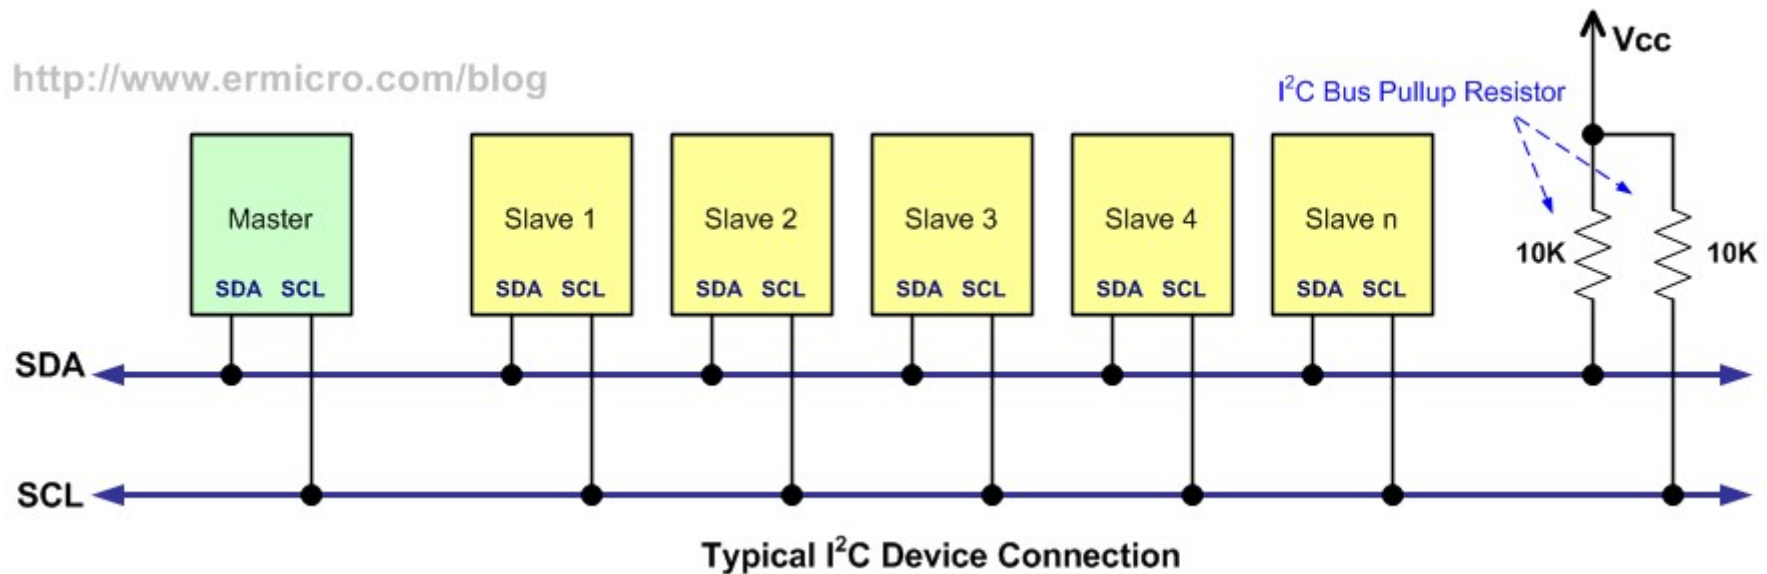 http://www.ermicro.com/blog
Vcc
I²C Bus Pullup Resistor
Master
Slave 1
Slave 2
Slave 3
Slave 4
Slave n
10K
10K
SDA SCL
SDA SCL
SDA SCL
SDA SCL
SDA SCL
SDA SCL
SDA
SCL
Typical I²C Device Connection